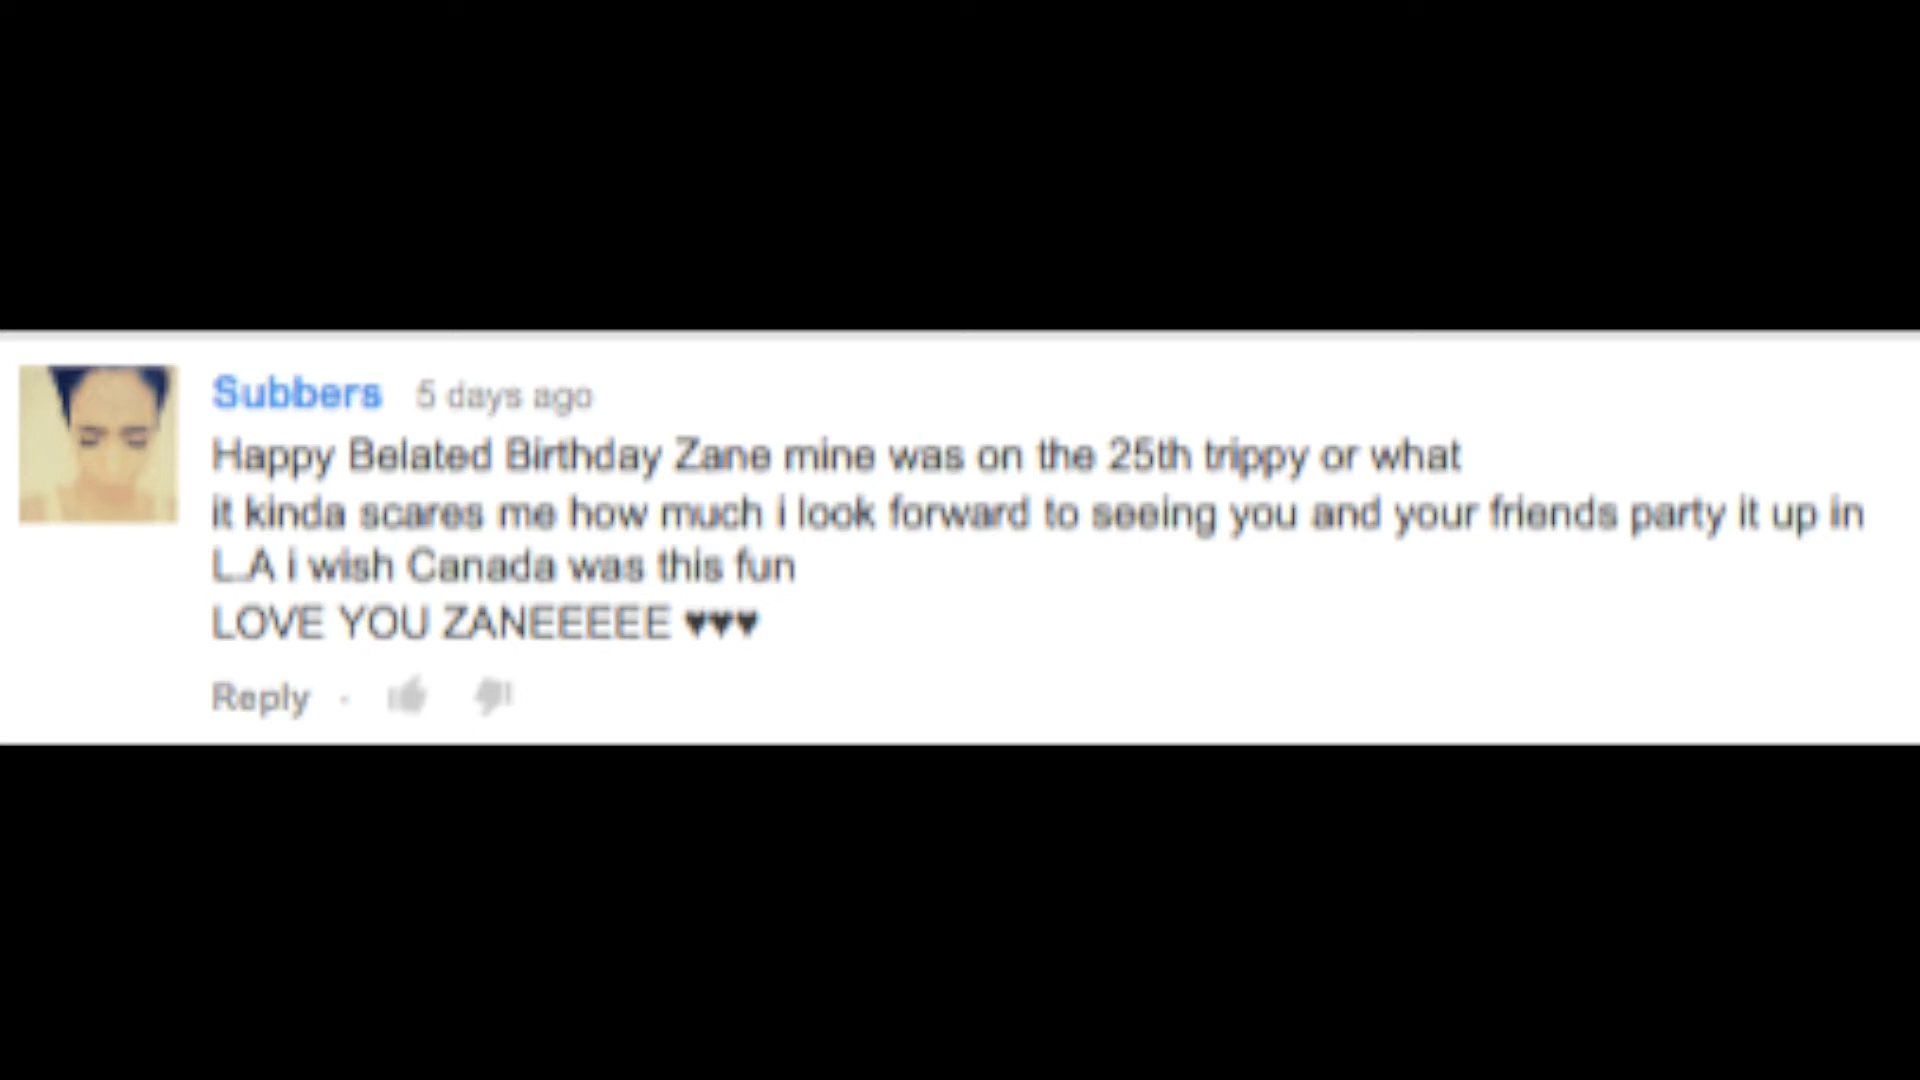 Subbers 5 days ago
Happy Belated Birthday Zane mine was on the 25th trippy or what
it kinda scares me how much i look forward to seeing you and your friends party it up in
L.A i wish Canada was this fun
LOVE YOU ZANEEEEE ♥♥♥
Reply ·